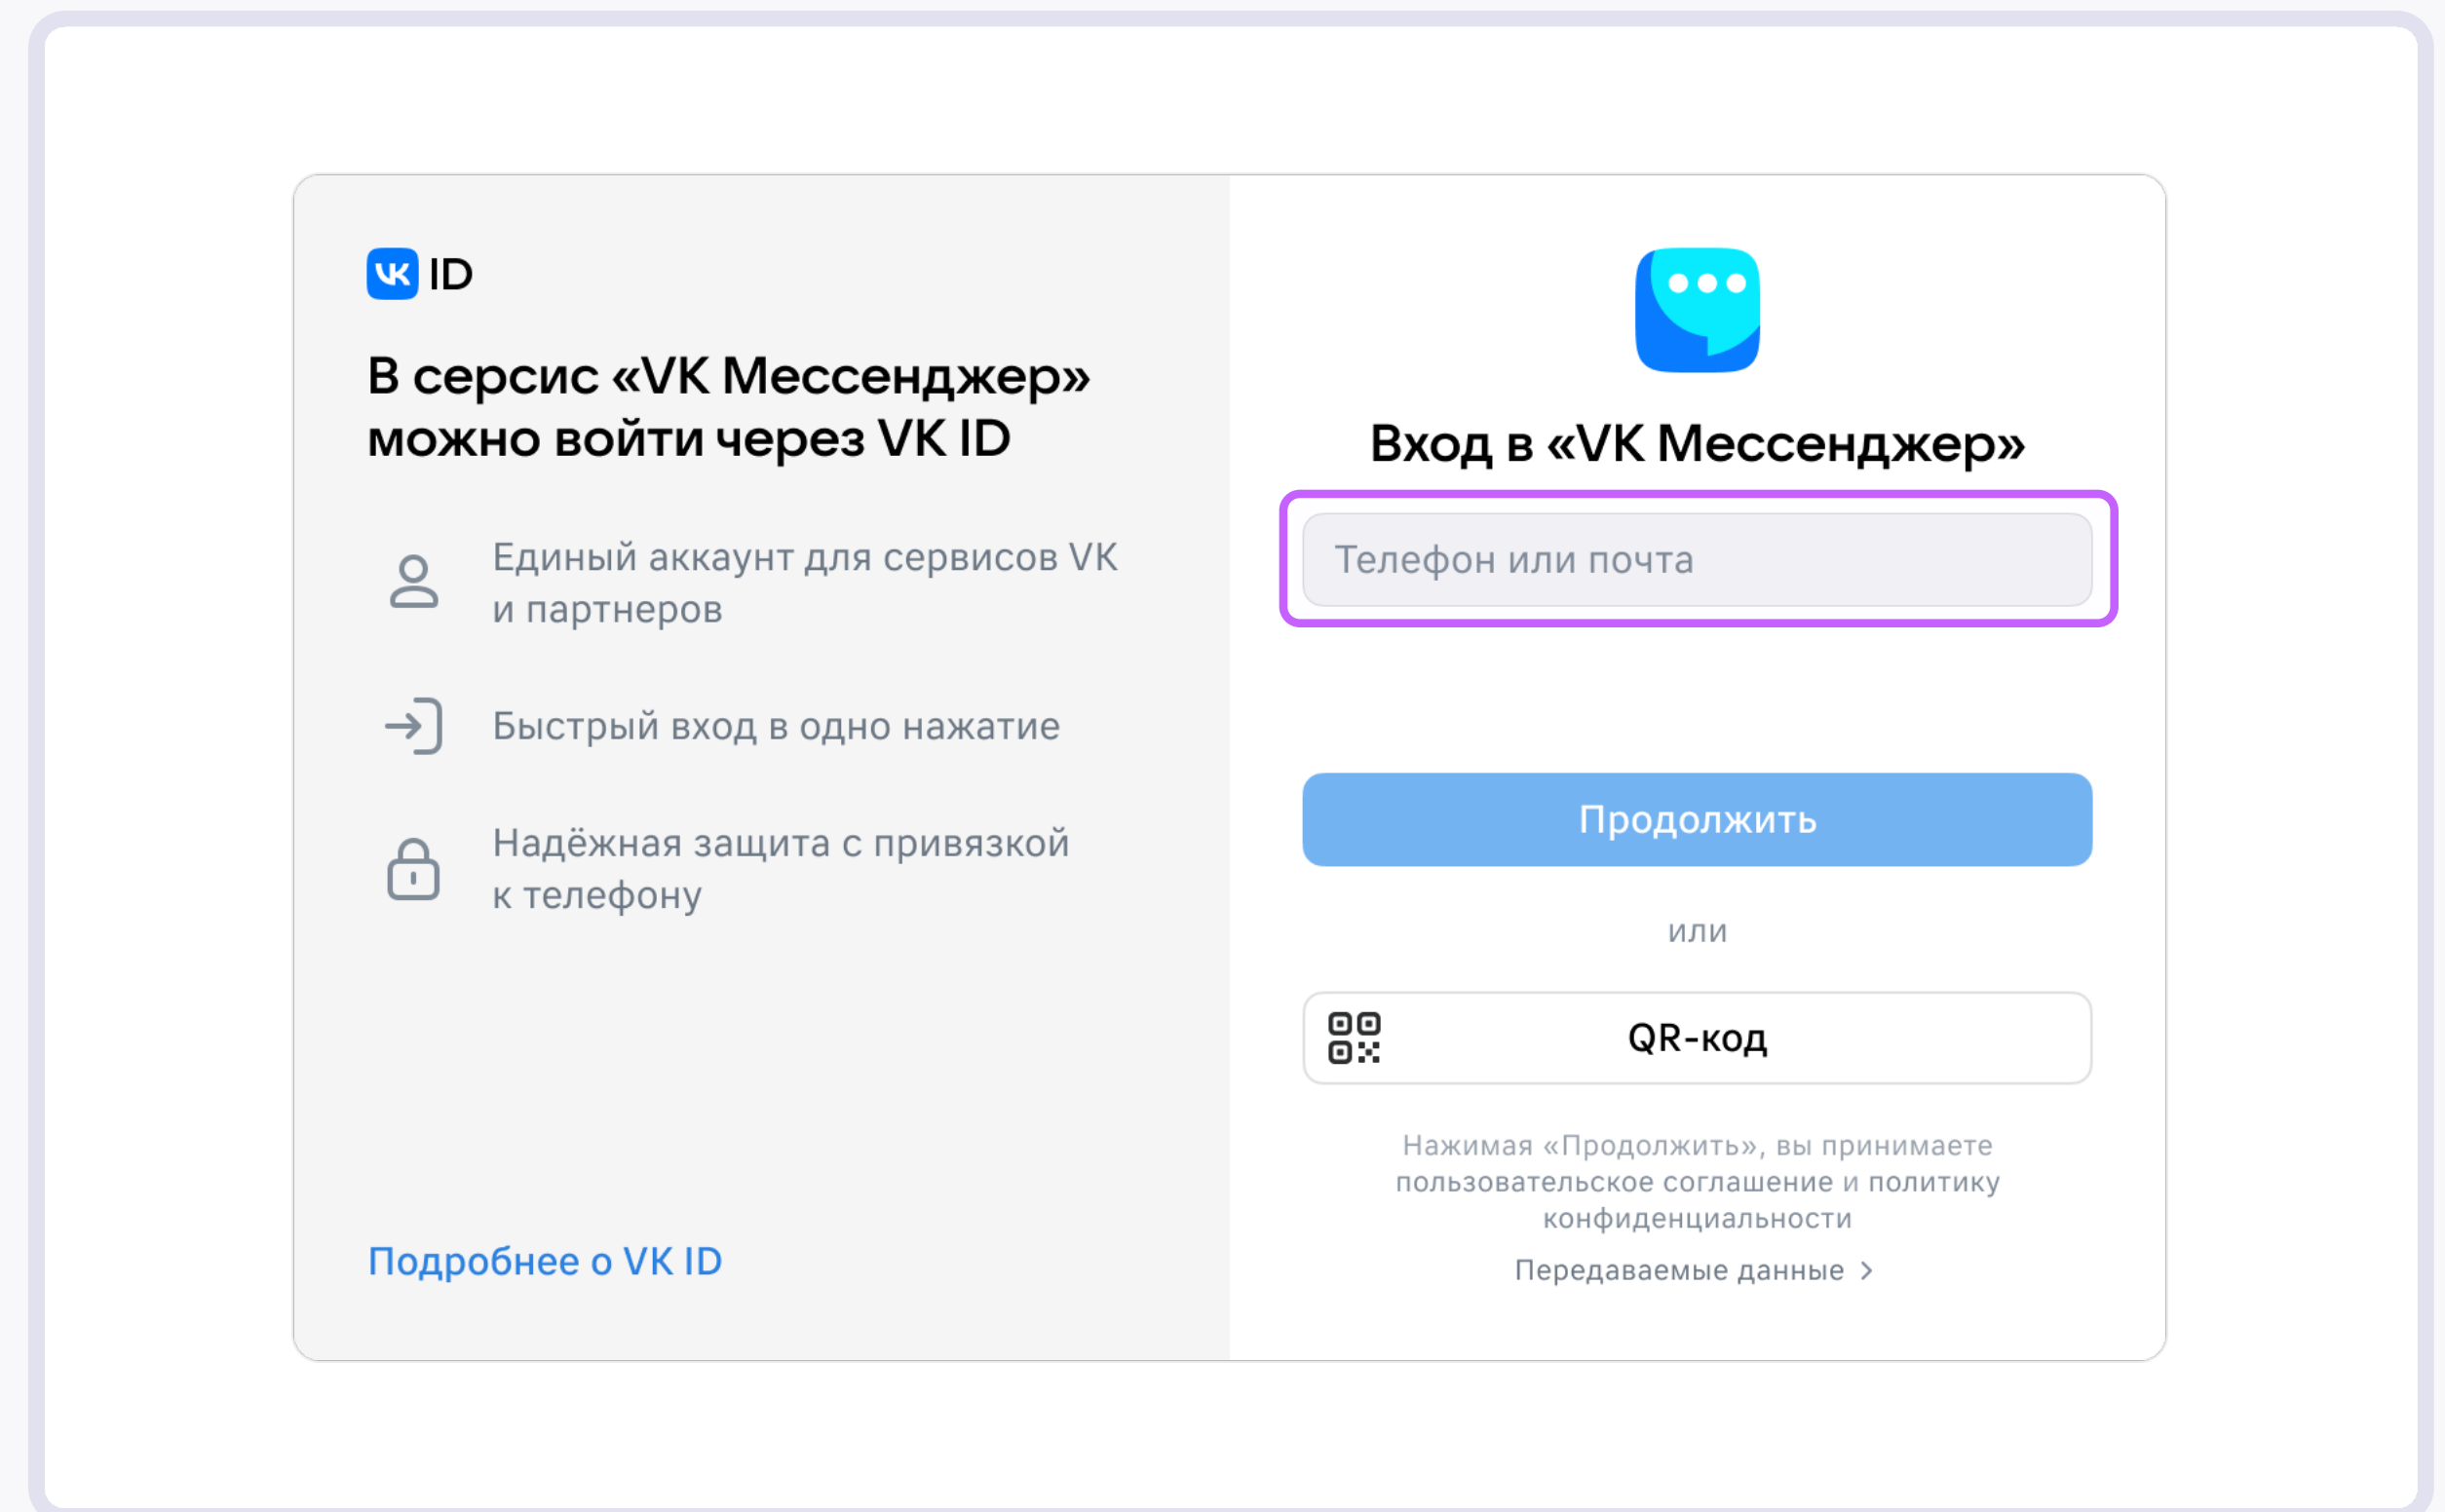 VK ID
В серсис «VK Мессенджер»
можно войти через VK ID
Единый аккаунт для сервисов VK
и партнеров
Быстрый вход в одно нажатие
Надёжная защита с привязкой
к телефону
Подробнее о VK ID
Вход в «VK Мессенджер»
Телефон или почта
Продолжить
или
QR-код
Нажимая «Продолжить», вы принимаете
пользовательское соглашение и политику
конфиденциальности
Передаваемые данные